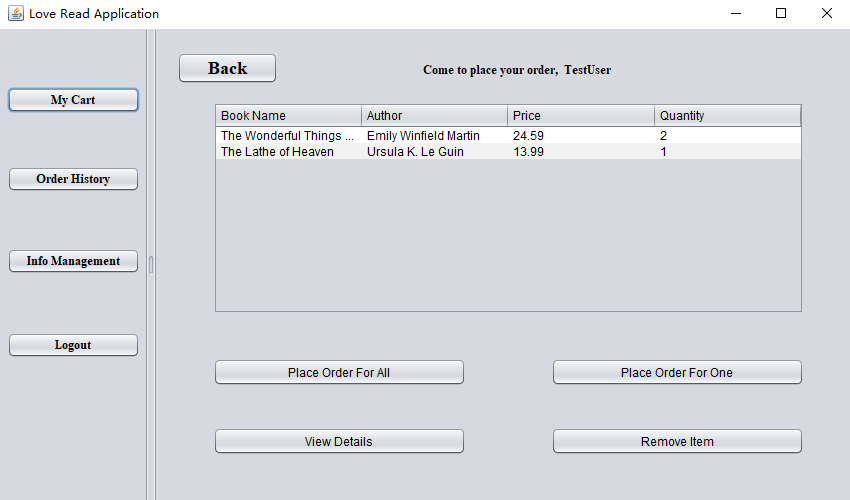 Love Read Application
My Cart
Order History
Info Management
Logout
Back
Come to place your order, TestUser
Book Name Author Price Quantity
The Wonderful Things ... Emily Winfield Martin 24.59 2
The Lathe of Heaven Ursula K. Le Guin 13.99 1
Place Order For All Place Order For One
View Details Remove Item